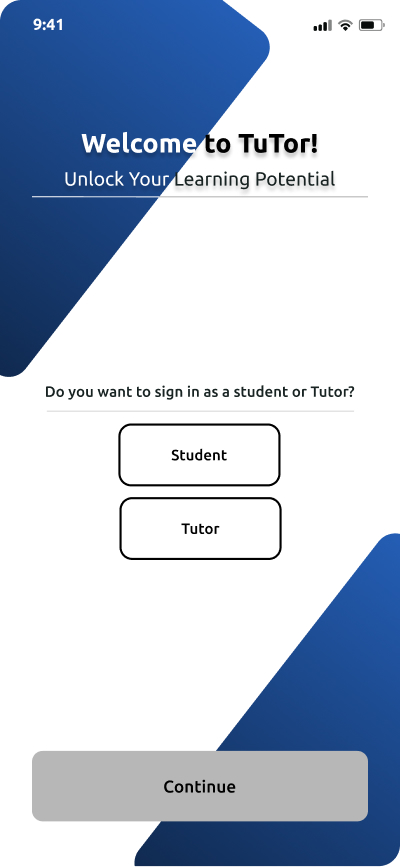 9:41
Welcome to TuTor!
Unlock Your Learning Potential
Do you want to sign in as a student or Tutor?
Student
Tutor
Continue